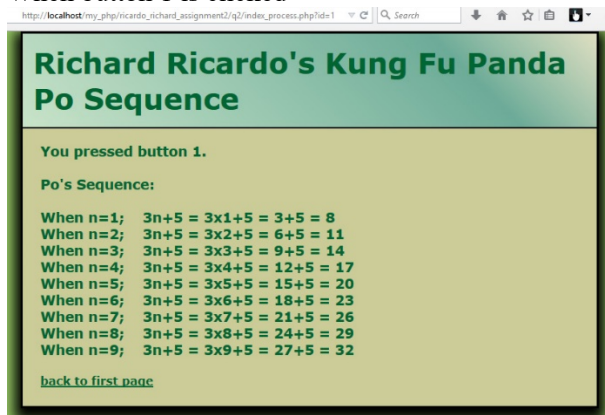 http://localhost/my_php/ricardo_richard_assignment2/q2/index_process.php?id=1 Search
Richard Ricardo's Kung Fu Panda
Po Sequence
You pressed button 1.
Po's Sequence:
When n=1; 3n+5 = 3x1+5 = 3+5 = 8
When n=2; 3n+5 = 3x2+5 = 6+5 = 11
When n=3; 3n+5 = 3x3+5 = 9+5 = 14
When n=4; 3n+5 = 3x4+5 = 12+5 = 17
When n=5; 3n+5 = 3x5+5 = 15+5 = 20
When n=6; 3n+5 = 3x6+5 = 18+5 = 23
When n=7; 3n+5 = 3x7+5 = 21+5 = 26
When n=8; 3n+5 = 3x8+5 = 24+5 = 29
When n=9; 3n+5 = 3x9+5 = 27+5 = 32
back to first page